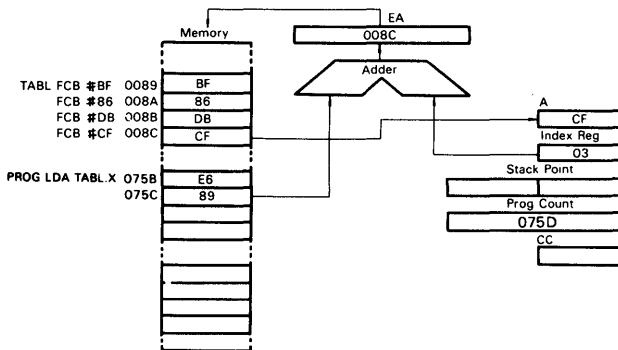 EA
Memory
008C
Adder
TABL FCB #BF 0089 BF
FCB #86 008A 86
FCB #DB 008B DB
FCB #CF 008C CF
A
CF
Index Reg
03
PROG LDA TABL.X 075B E6
075C 89
Stack Point
Prog Count
075D
CC